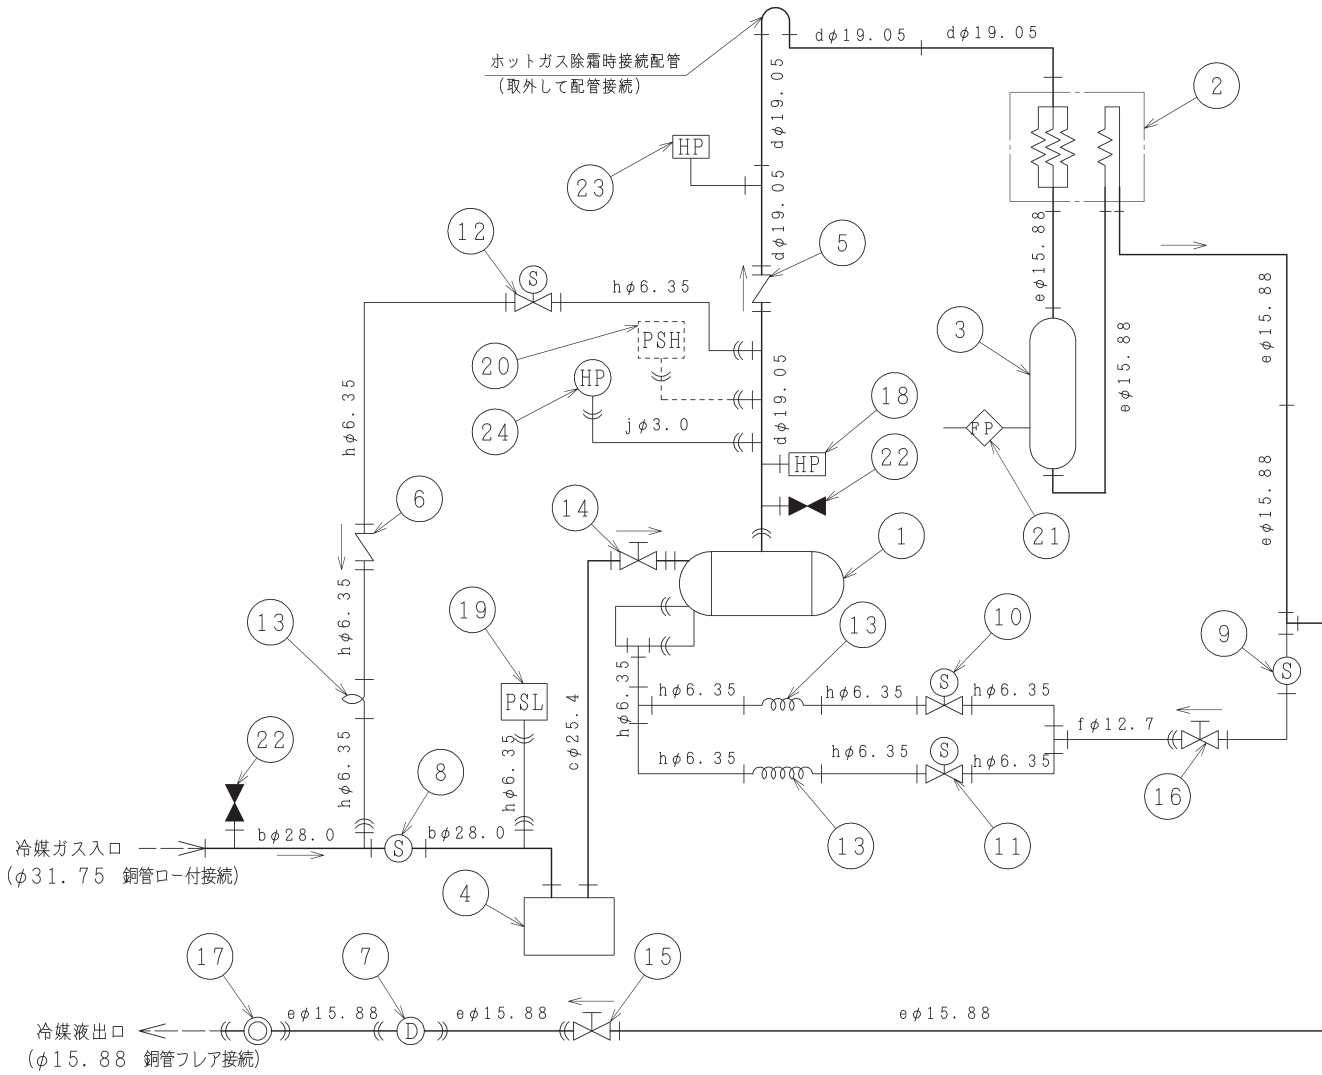 dφ19.05
dφ19.05
ホットガス除霜時接続配管
(取外して配管接続)
dφ19.05
2
HP
23
dφ19.05
12
5
S
hφ6.35
eφ15.88
eφ15.88
PSH
20
3
eφ15.88
HP
24
jφ3.0
dφ19.05
18
HP
22
FP
21
hφ6.35
6
14
1
eφ15.88
hφ6.35
13
19
13
10
9
S
PSL
hφ6.35
hφ6.35
hφ6.35
S
hφ6.35
cφ25.4
fφ12.7
22
hφ6.35
hφ6.35
hφ6.35
hφ6.35
S
hφ6.35
8
16
13
11
bφ28.0
S
bφ28.0
冷媒ガス入口
(φ31.75 銅管ロー付接続)
4
17
7
15
eφ15.88
eφ15.88
eφ15.88
D
冷媒液出口
(φ15.88 銅管フレア接続)